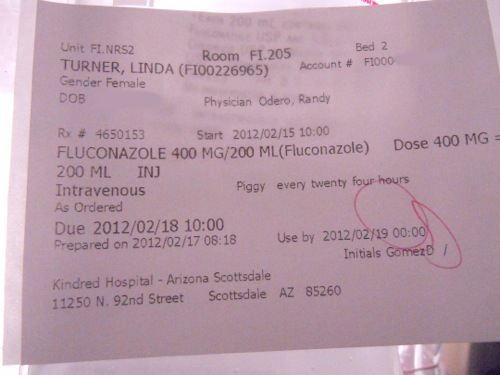 Unit FI.NRS2 Room FI.205 Bed 2
TURNER, LINDA (FI00226965) Account # FI000
Gender Female
DOB Physician Odero, Randy
Rx # 4650153 Start 2012/02/15 10:00
FLUCONAZOLE 400 MG/200 ML(Fluconazole) Dose 400 MG =
200 ML INJ
Intravenous Piggy every twenty four hours
As Ordered
Due 2012/02/18 10:00
Prepared on 2012/02/17 08:18 Use by 2012/02/19 00:00
Initials GomezD /
Kindred Hospital - Arizona Scottsdale
11250 N. 92nd Street Scottsdale AZ 85260